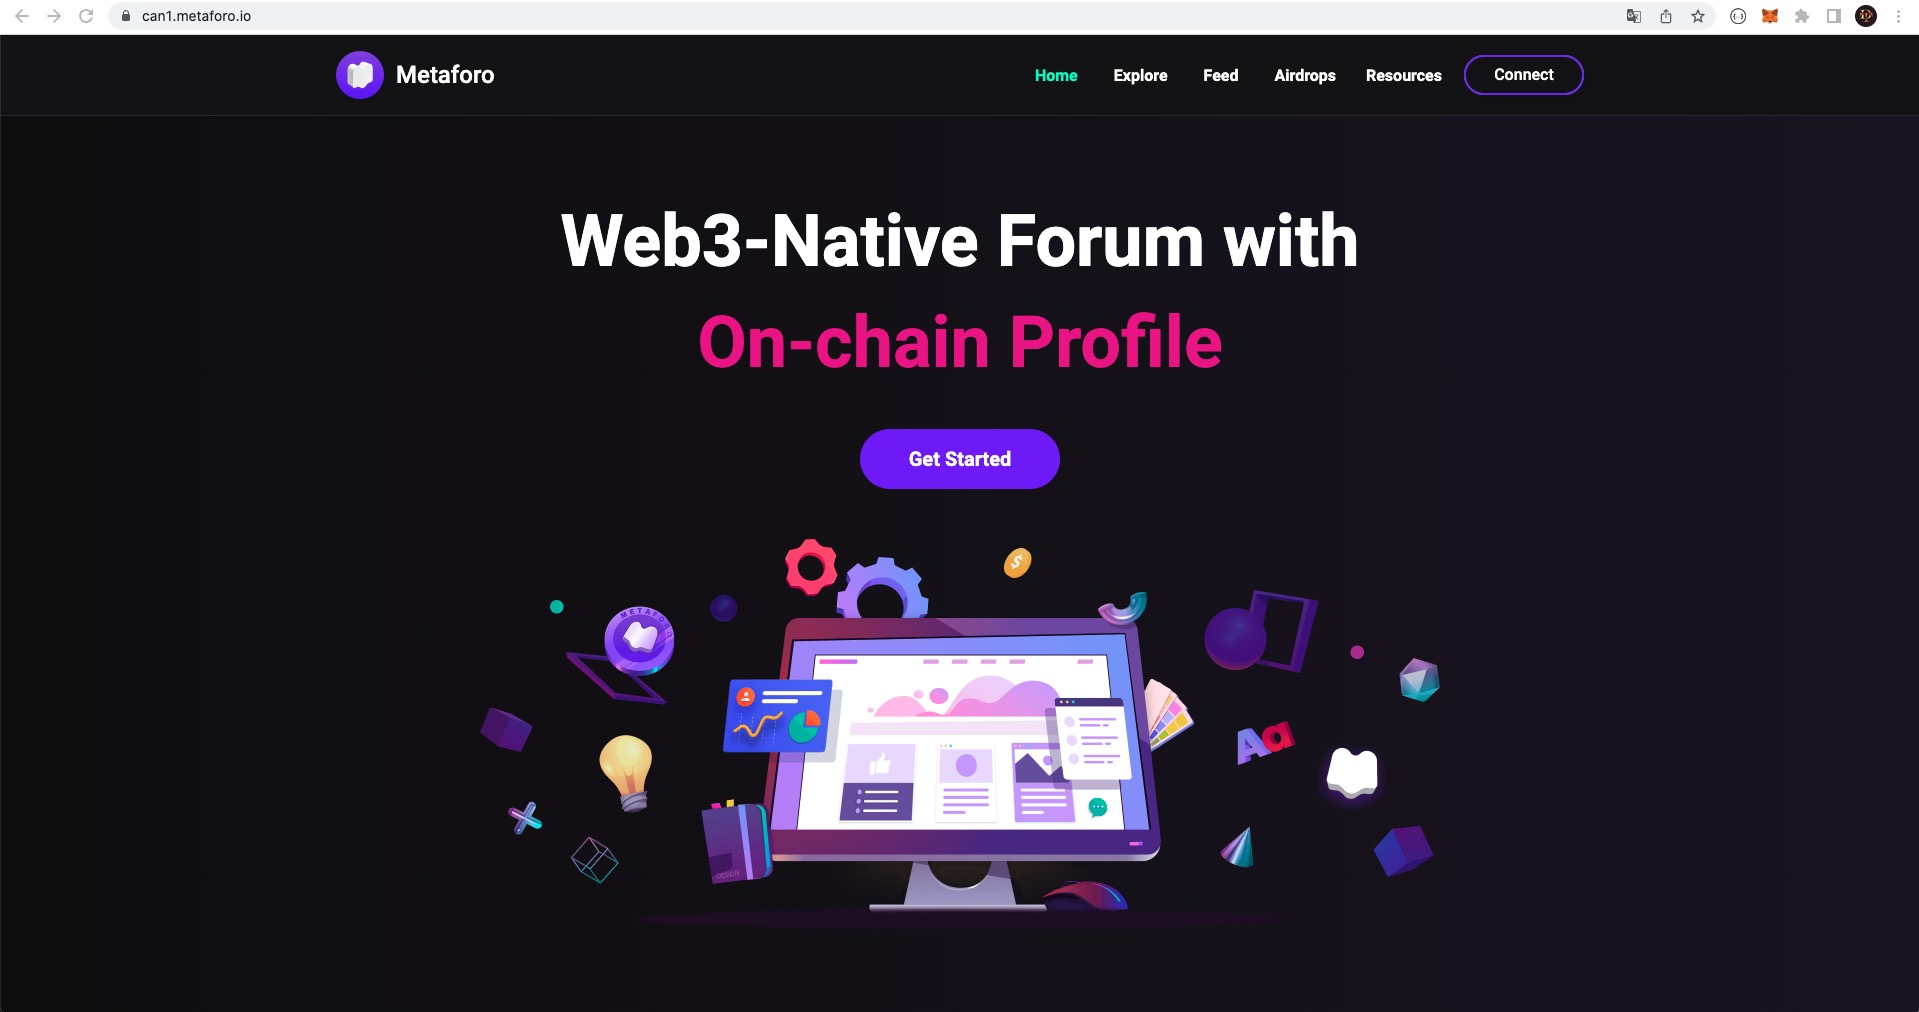 can1.metaforo.io
Metaforo
Home
Explore
Feed
Airdrops
Resources
Connect
Web3-Native Forum with
On-chain Profile
Get Started
$
METAFORO
Aa
DESIGN